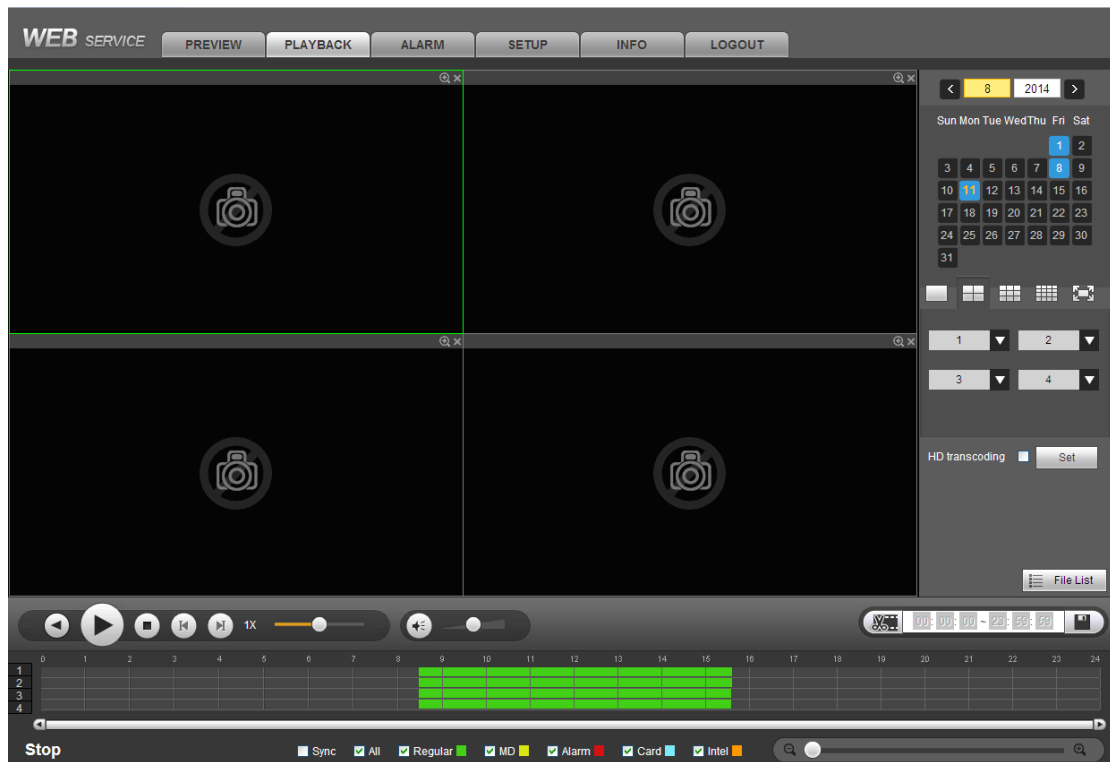 WEB SERVICE PREVIEW PLAYBACK ALARM SETUP INFO LOGOUT
8 2014
Sun Mon Tue Wed Thu Fri Sat
1 2
3 4 5 6 7 8 9
10 11 12 13 14 15 16
17 18 19 20 21 22 23
24 25 26 27 28 29 30
31
1 2
3 4
HD transcoding Set
File List
1X 00: 00: 00 ~ 23: 59: 59
0 1 2 3 4 5 6 7 8 9 10 11 12 13 14 15 16 17 18 19 20 21 22 23 24
1
2
3
4
Stop Sync All Regular MD Alarm Card Intel